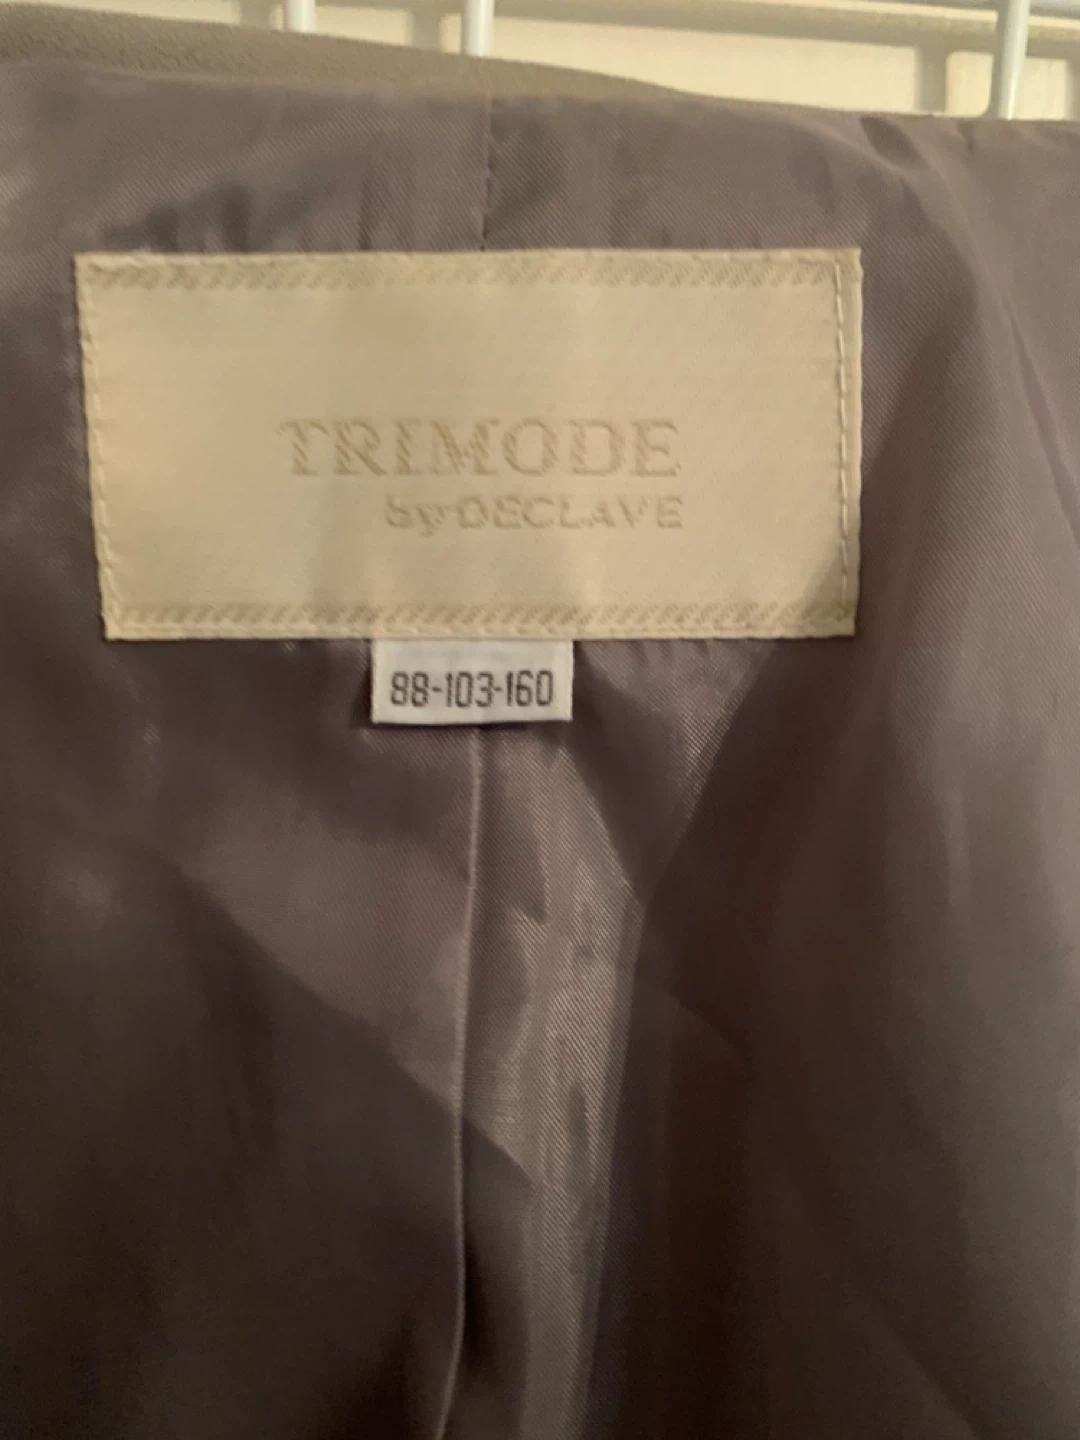 TRIMODE
by DECLAVE
88-103-160